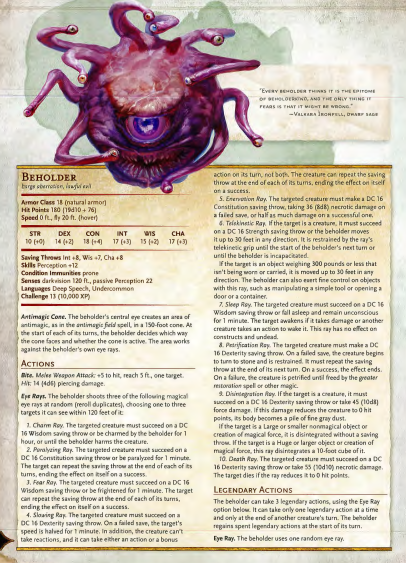 "Every beholder thinks it is the epitome
of beholderkind, and the only thing it
fears is that it might be wrong."
—Valkara Ironfell, dwarf sage
Beholder
Large aberration, lawful evil
Armor Class 18 (natural armor)
Hit Points 180 (19d10 + 76)
Speed 0 ft., fly 20 ft. (hover)
STR DEX CON INT WIS CHA
10 (+0) 14 (+2) 18 (+4) 17 (+3) 15 (+2) 17 (+3)
Saving Throws Int +8, Wis +7, Cha +8
Skills Perception +12
Condition Immunities prone
Senses darkvision 120 ft., passive Perception 22
Languages Deep Speech, Undercommon
Challenge 13 (10,000 XP)
Antimagic Cone. The beholder's central eye creates an area of
antimagic, as in the antimagic field spell, in a 150-foot cone. At
the start of each of its turns, the beholder decides which way
the cone faces and whether the cone is active. The area works
against the beholder's own eye rays.
Actions
Bite. Melee Weapon Attack: +5 to hit, reach 5 ft., one target.
Hit: 14 (4d6) piercing damage.
Eye Rays. The beholder shoots three of the following magical
eye rays at random (reroll duplicates), choosing one to three
targets it can see within 120 feet of it:
1. Charm Ray. The targeted creature must succeed on a DC
16 Wisdom saving throw or be charmed by the beholder for 1
hour, or until the beholder harms the creature.
2. Paralyzing Ray. The targeted creature must succeed on a DC
16 Constitution saving throw or be paralyzed for 1 minute.
The target can repeat the saving throw at the end of each of its
turns, ending the effect on itself on a success.
3. Fear Ray. The targeted creature must succeed on a DC 16
Wisdom saving throw or be frightened for 1 minute. The target
can repeat the saving throw at the end of each of its turns,
ending the effect on itself on a success.
4. Slowing Ray. The targeted creature must succeed on a
DC 16 Dexterity saving throw. On a failed save, the target's
speed is halved for 1 minute. In addition, the creature can't
take reactions, and it can take either an action or a bonus
action on its turn, not both. The creature can repeat the saving
throw at the end of each of its turns, ending the effect on itself
on a success.
5. Enervation Ray. The targeted creature must make a DC 16
Constitution saving throw, taking 36 (8d8) necrotic damage on
a failed save, or half as much damage on a successful one.
6. Telekinetic Ray. If the target is a creature, it must succeed
on a DC 16 Strength saving throw or the beholder moves
it up to 30 feet in any direction. It is restrained by the ray's
telekinetic grip until the start of the beholder's next turn or
until the beholder is incapacitated.
If the target is an object weighing 300 pounds or less that
isn't being worn or carried, it is moved up to 30 feet in any
direction. The beholder can also exert fine control on objects
with this ray, such as manipulating a simple tool or opening a
door or a container.
7. Sleep Ray. The targeted creature must succeed on a DC 16
Wisdom saving throw or fall asleep and remain unconscious
for 1 minute. The target awakens if it takes damage or another
creature takes an action to wake it. This ray has no effect on
constructs and undead.
8. Petrification Ray. The targeted creature must make a DC
16 Dexterity saving throw. On a failed save, the creature begins
to turn to stone and is restrained. It must repeat the saving
throw at the end of its next turn. On a success, the effect ends.
On a failure, the creature is petrified until freed by the greater
restoration spell or other magic.
9. Disintegration Ray. If the target is a creature, it must
succeed on a DC 16 Dexterity saving throw or take 45 (10d8)
force damage. If this damage reduces the creature to 0 hit
points, its body becomes a pile of fine gray dust.
If the target is a Large or smaller nonmagical object or
creation of magical force, it is disintegrated without a saving
throw. If the target is a Huge or larger object or creation of
magical force, this ray disintegrates a 10-foot cube of it.
10. Death Ray. The targeted creature must succeed on a DC
16 Dexterity saving throw or take 55 (10d10) necrotic damage.
The target dies if the ray reduces it to 0 hit points.
Legendary Actions
The beholder can take 3 legendary actions, using the Eye Ray
option below. It can take only one legendary action at a time
and only at the end of another creature's turn. The beholder
regains spent legendary actions at the start of its turn.
Eye Ray. The beholder uses one random eye ray.